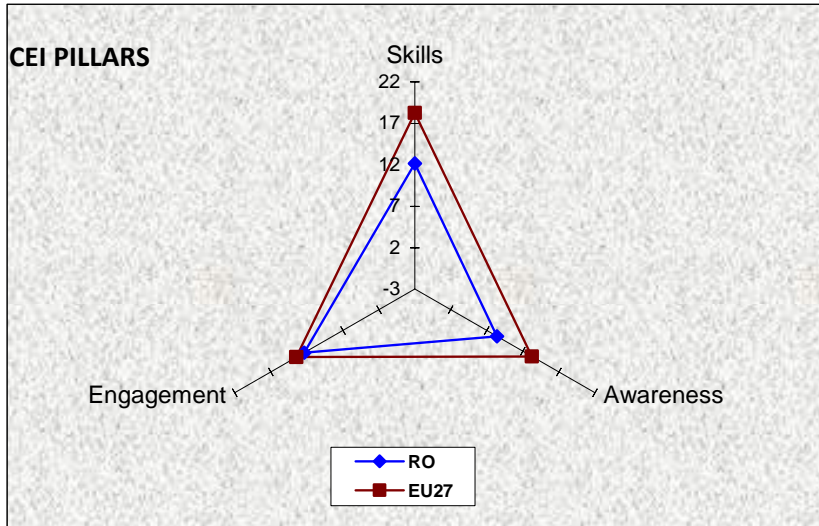 CEI PILLARS
Skills
22
17
12
7
2
-3
Engagement
Awareness
RO
EU27